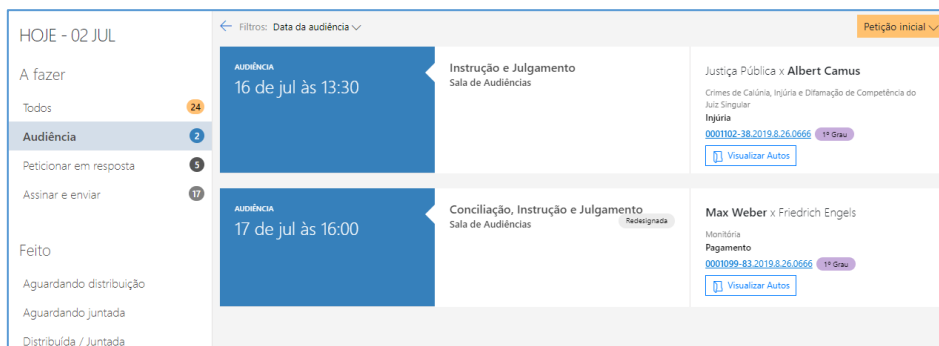 HOJE - 02 JUL
A fazer
Todos 24
Audiência 2
Peticionar em resposta 5
Assinar e enviar 17
Feito
Aguardando distribuição
Aguardando juntada
Distribuída / Juntada
Filtros: Data da audiência
Petição inicial
AUDIÊNCIA
16 de jul às 13:30
Instrução e Julgamento
Sala de Audiências
Justiça Pública x Albert Camus
Crimes de Calúnia, Injúria e Difamação de Competência do
Juiz Singular
Injúria
0001102-38.2019.8.26.0666 1º Grau
Visualizar Autos
AUDIÊNCIA
17 de jul às 16:00
Conciliação, Instrução e Julgamento
Sala de Audiências
Redesignada
Max Weber x Friedrich Engels
Monitória
Pagamento
0001099-83.2019.8.26.0666 1º Grau
Visualizar Autos